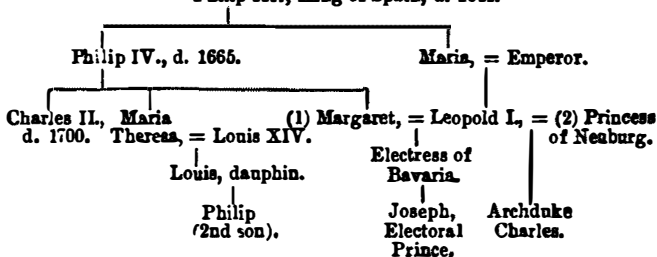 Philip IV., d. 1665. Maria, = Emperor.
Charles II., Maria (1) Margaret, = Leopold I., = (2) Princess
d. 1700. Theresa, = Louis XIV. of Neuburg.
Electress of
Louis, dauphin. Bavaria.
Philip Joseph, Archduke
(2nd son). Electoral Charles.
Prince.